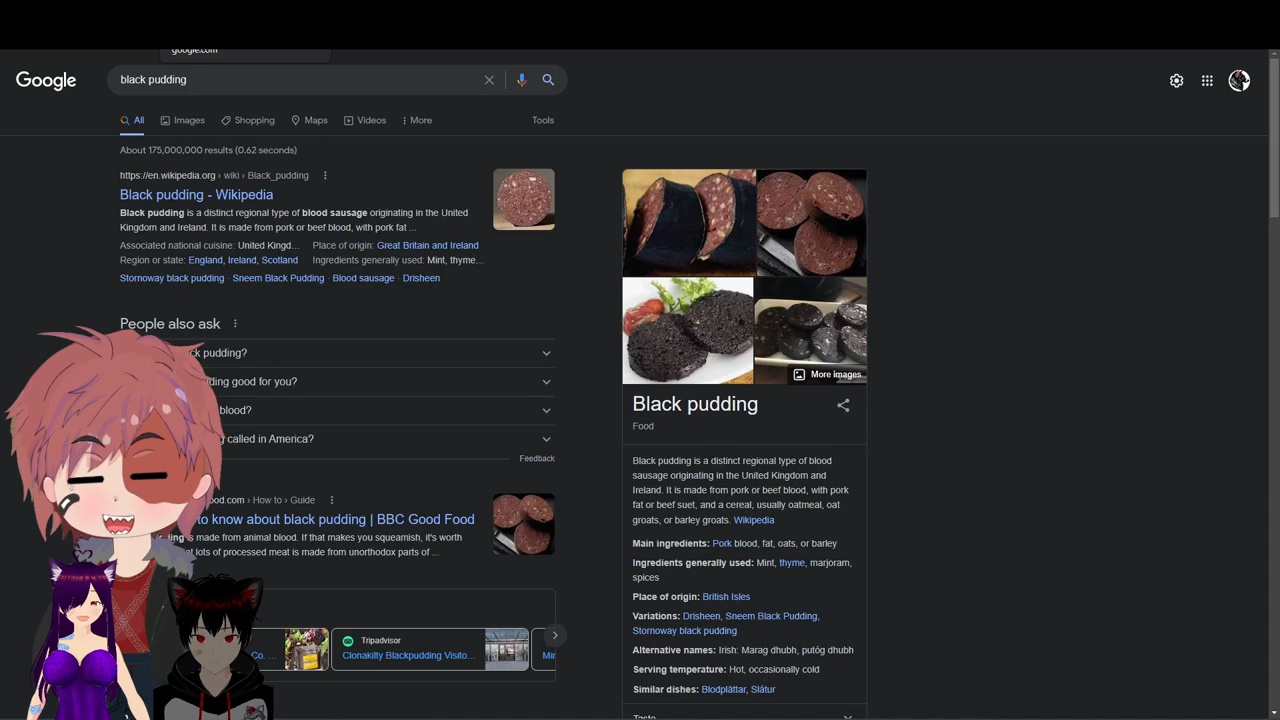 google.com
Google
black pudding
All
Images
Shopping
Maps
Videos
More
Tools
About 175,000,000 results (0.62 seconds)
https://en.wikipedia.org › wiki › Black_pudding
Black pudding - Wikipedia
Black pudding is a distinct regional type of blood sausage originating in the United
Kingdom and Ireland. It is made from pork or beef blood, with pork fat ...
Associated national cuisine: United Kingd... Place of origin: Great Britain and Ireland
Region or state: England, Ireland, Scotland Ingredients generally used: Mint, thyme...
Stornoway black pudding · Sneem Black Pudding · Blood sausage · Drisheen
People also ask
ck pudding?
ding good for you?
blood?
g called in America?
Feedback
ood.com › How to › Guide
to know about black pudding | BBC Good Food
is made from animal blood. If that makes you squeamish, it's worth
at lots of processed meat is made from unorthodox parts of ...
Co. ...
Tripadvisor
Clonakilty Blackpudding Visito...
More images
Black pudding
Food
Black pudding is a distinct regional type of blood
sausage originating in the United Kingdom and
Ireland. It is made from pork or beef blood, with pork
fat or beef suet, and a cereal, usually oatmeal, oat
groats, or barley groats. Wikipedia
Main ingredients: Pork blood, fat, oats, or barley
Ingredients generally used: Mint, thyme, marjoram,
spices
Place of origin: British Isles
Variations: Drisheen, Sneem Black Pudding,
Stornoway black pudding
Alternative names: Irish: Marag dhubh, putóg dhubh
Serving temperature: Hot, occasionally cold
Similar dishes: Blodplättar, Slátur
Taste